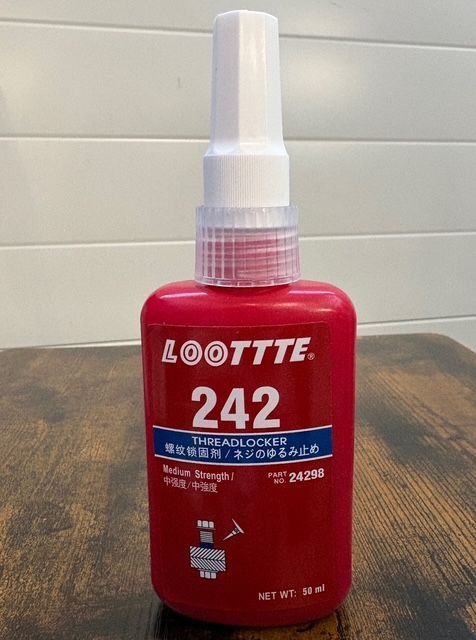 LOOTTTE®
242
THREADLOCKER
螺纹锁固剂 / ネジのゆるみ止め
Medium Strength / PART NO. 24298
中强度 / 中強度
NET WT: 50 ml